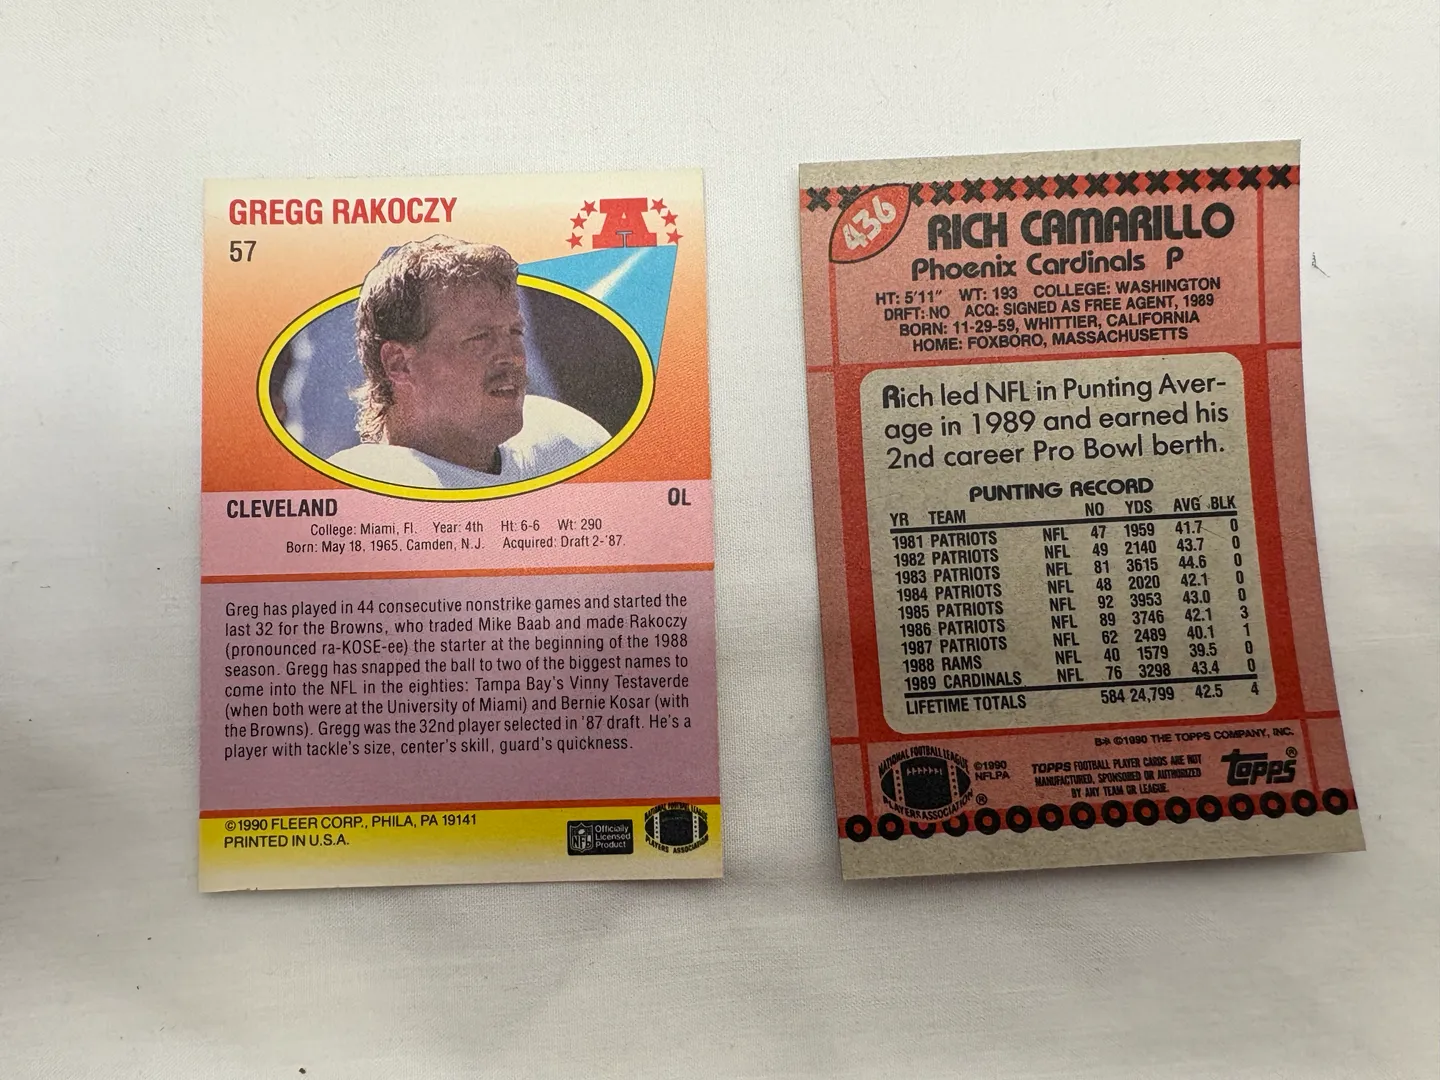 GREGG RAKOCZY
57
A
CLEVELAND
OL
College: Miami, Fl. Year: 4th Ht: 6-6 Wt: 290
Born: May 18, 1965, Camden, N.J. Acquired: Draft 2-'87.
Greg has played in 44 consecutive nonstrike games and started the
last 32 for the Browns, who traded Mike Baab and made Rakoczy
(pronounced ra-KOSE-ee) the starter at the beginning of the 1988
season. Gregg has snapped the ball to two of the biggest names to
come into the NFL in the eighties: Tampa Bay's Vinny Testaverde
(when both were at the University of Miami) and Bernie Kosar (with
the Browns). Gregg was the 32nd player selected in '87 draft. He's a
player with tackle's size, center's skill, guard's quickness.
©1990 FLEER CORP., PHILA, PA 19141
PRINTED IN U.S.A.
NFL
Officially
Licensed
Product
NATIONAL FOOTBALL LEAGUE
PLAYERS ASSOCIATION
436
RICH CAMARILLO
Phoenix Cardinals P
HT: 5'11" WT: 193 COLLEGE: WASHINGTON
DRFT: NO ACQ: SIGNED AS FREE AGENT, 1989
BORN: 11-29-59, WHITTIER, CALIFORNIA
HOME: FOXBORO, MASSACHUSETTS
Rich led NFL in Punting Aver-
age in 1989 and earned his
2nd career Pro Bowl berth.
PUNTING RECORD
YR TEAM NO YDS AVG BLK
1981 PATRIOTS NFL 47 1959 41.7 0
1982 PATRIOTS NFL 49 2140 43.7 0
1983 PATRIOTS NFL 81 3615 44.6 0
1984 PATRIOTS NFL 48 2020 42.1 0
1985 PATRIOTS NFL 92 3953 43.0 0
1986 PATRIOTS NFL 89 3746 42.1 3
1987 PATRIOTS NFL 62 2489 40.1 1
1988 RAMS NFL 40 1579 39.5 0
1989 CARDINALS NFL 76 3298 43.4 0
LIFETIME TOTALS 584 24,799 42.5 4
B** ©1990 THE TOPPS COMPANY, INC.
NATIONAL FOOTBALL LEAGUE
PLAYERS ASSOCIATION ®
©1990
NFLPA
TOPPS FOOTBALL PLAYER CARDS ARE NOT
MANUFACTURED, SPONSORED OR AUTHORIZED
BY ANY TEAM OR LEAGUE.
TOPPS®